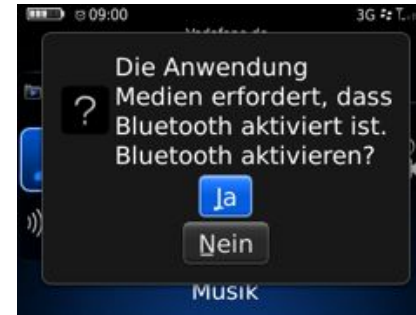 09:00 3G
Vodafone.de
Die Anwendung
Medien erfordert, dass
Bluetooth aktiviert ist.
Bluetooth aktivieren?
Ja
Nein
Musik